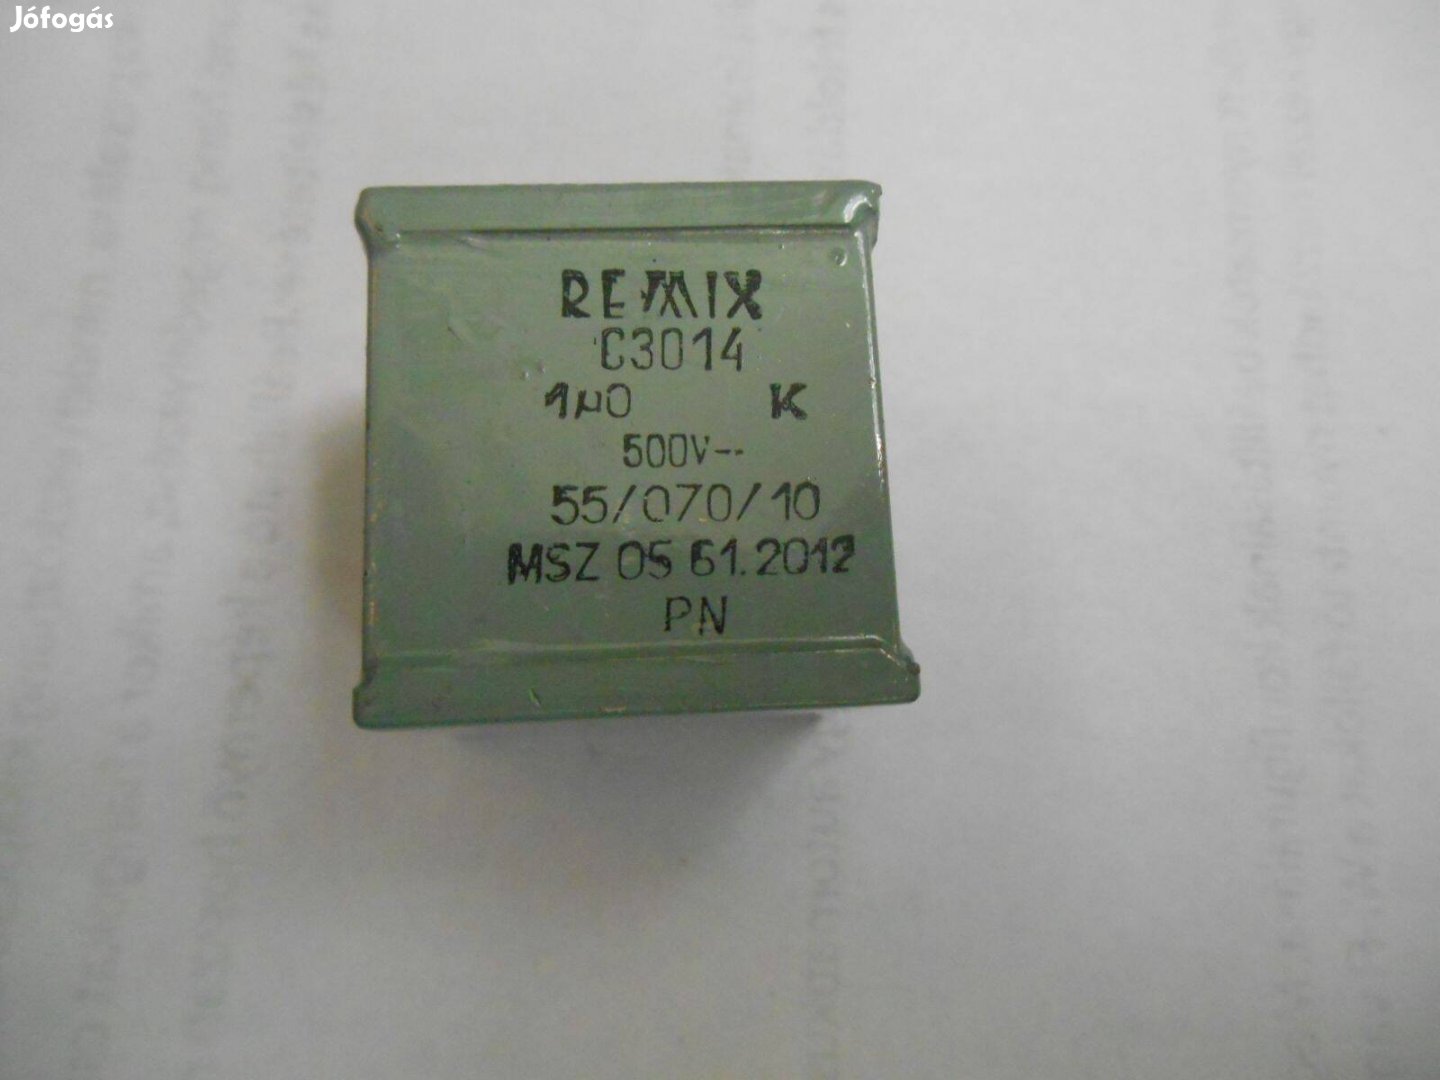 Jófogás
REMIX
C3014
1µ0 K
500V--
55/070/10
MSZ 05 61.2012
PN